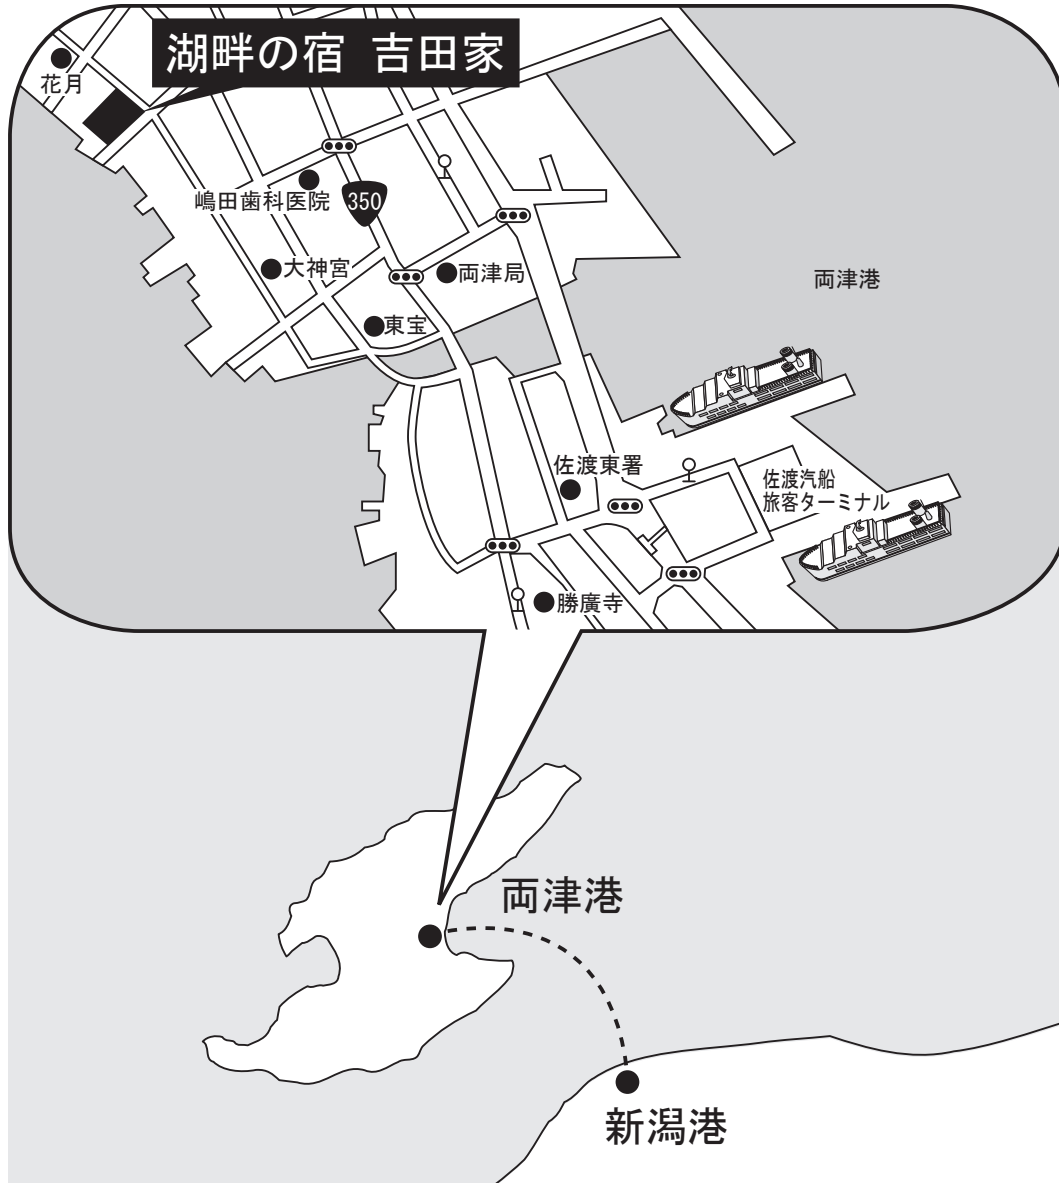 湖畔の宿 吉田家
花月
嶋田歯科医院
350
大神宮
両津局
両津港
東宝
佐渡東署
佐渡汽船
旅客ターミナル
勝廣寺
両津港
新潟港